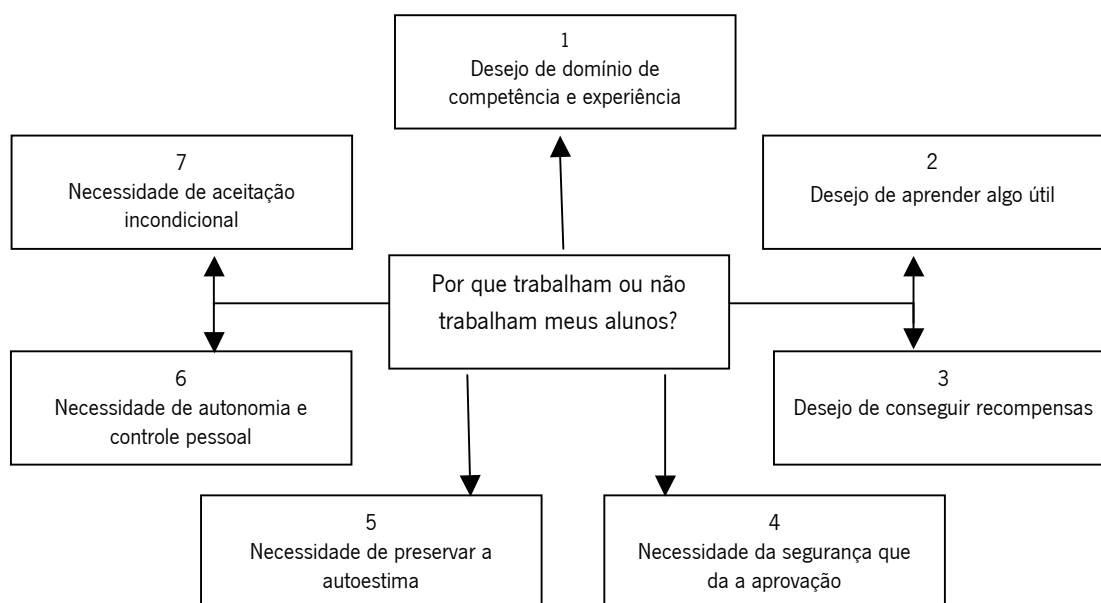 1
Desejo de domínio de
competência e experiência
7
Necessidade de aceitação
incondicional
2
Desejo de aprender algo útil
Por que trabalham ou não
trabalham meus alunos?
6
Necessidade de autonomia e
controle pessoal
3
Desejo de conseguir recompensas
5
Necessidade de preservar a
autoestima
4
Necessidade da segurança que
da a aprovação